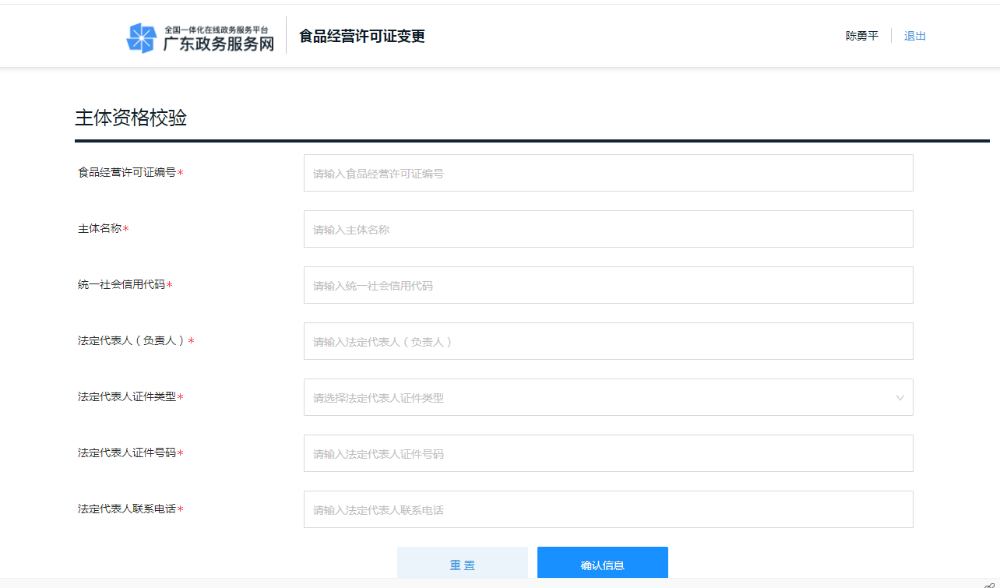 全国一体化在线政务服务平台
广东政务服务网
食品经营许可证变更
陈勇平
退出
主体资格校验
食品经营许可证编号*
请输入食品经营许可证编号
主体名称*
请输入主体名称
统一社会信用代码*
请输入统一社会信用代码
法定代表人（负责人）*
请输入法定代表人（负责人）
法定代表人证件类型*
请选择法定代表人证件类型
法定代表人证件号码*
请输入法定代表人证件号码
法定代表人联系电话*
请输入法定代表人联系电话
重 置
确认信息